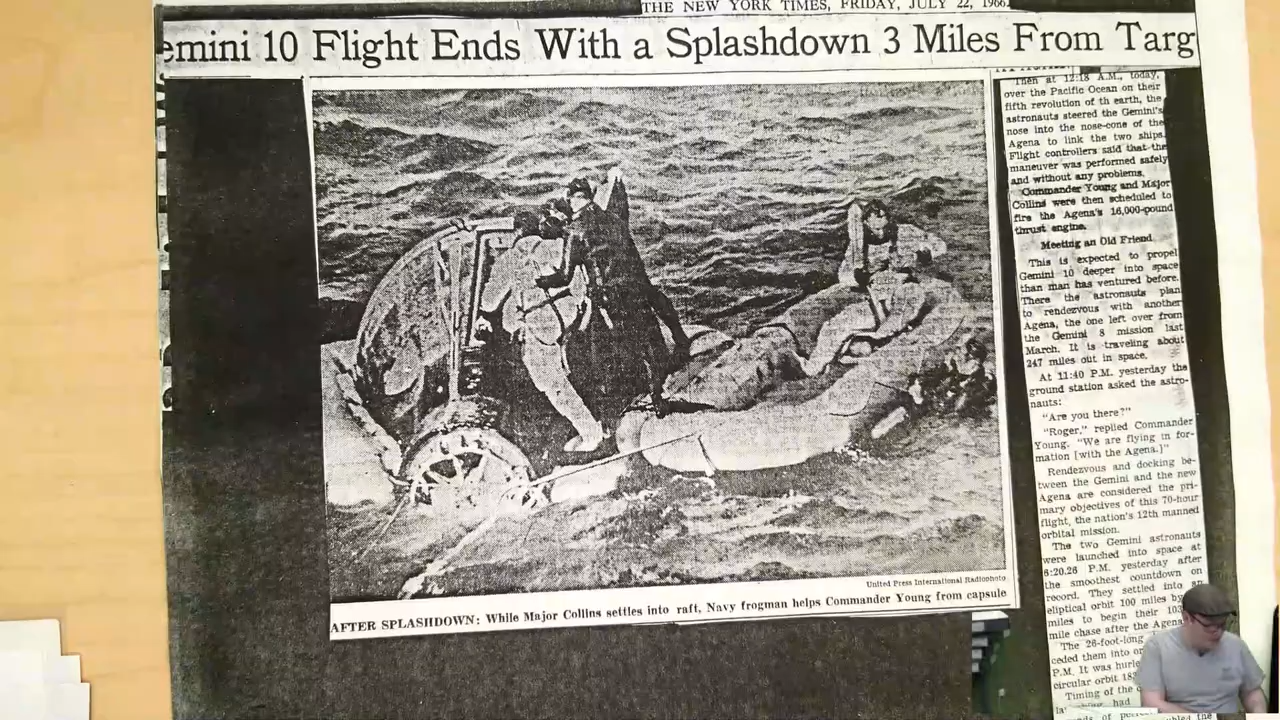 THE NEW YORK TIMES, FRIDAY, JULY 22, 1966.
emini 10 Flight Ends With a Splashdown 3 Miles From Targ
Then at 12:18 A.M., today,
over the Pacific Ocean on their
fifth revolution of th earth, the
astronauts steered the Gemini's
nose into the nose-cone of the
Agena to link the two ships.
Flight controllers said that the
maneuver was performed safely
and without any problems.
Commander Young and Major
Collins were then scheduled to
fire the Agena's 16,000-pound
thrust engine.
Meeting an Old Friend
This is expected to propel
Gemini 10 deeper into space
than man has ventured before.
There the astronauts plan
to rendezvous with another
Agena, the one left over from
the Gemini 8 mission last
March. It is traveling about
247 miles out in space.
At 11:40 P.M. yesterday the
ground station asked the astro-
nauts:
"Are you there?"
"Roger," replied Commander
Young. "We are flying in for-
mation [with the Agena.]"
Rendezvous and docking be-
tween the Gemini and the new
Agena are considered the pri-
mary objectives of this 70-hour
flight, the nation's 12th manned
orbital mission.
The two Gemini astronauts
were launched into space at
6:20.26 P.M. yesterday after
the smoothest countdown on
record. They settled into an
eliptical orbit 100 miles by
miles to begin their 103
mile chase after the Agena
The 26-foot-long
ceded them into or
P.M. It was hurle
circular orbit 18
Timing of the
had
United Press International Radiophoto
AFTER SPLASHDOWN: While Major Collins settles into raft, Navy frogman helps Commander Young from capsule